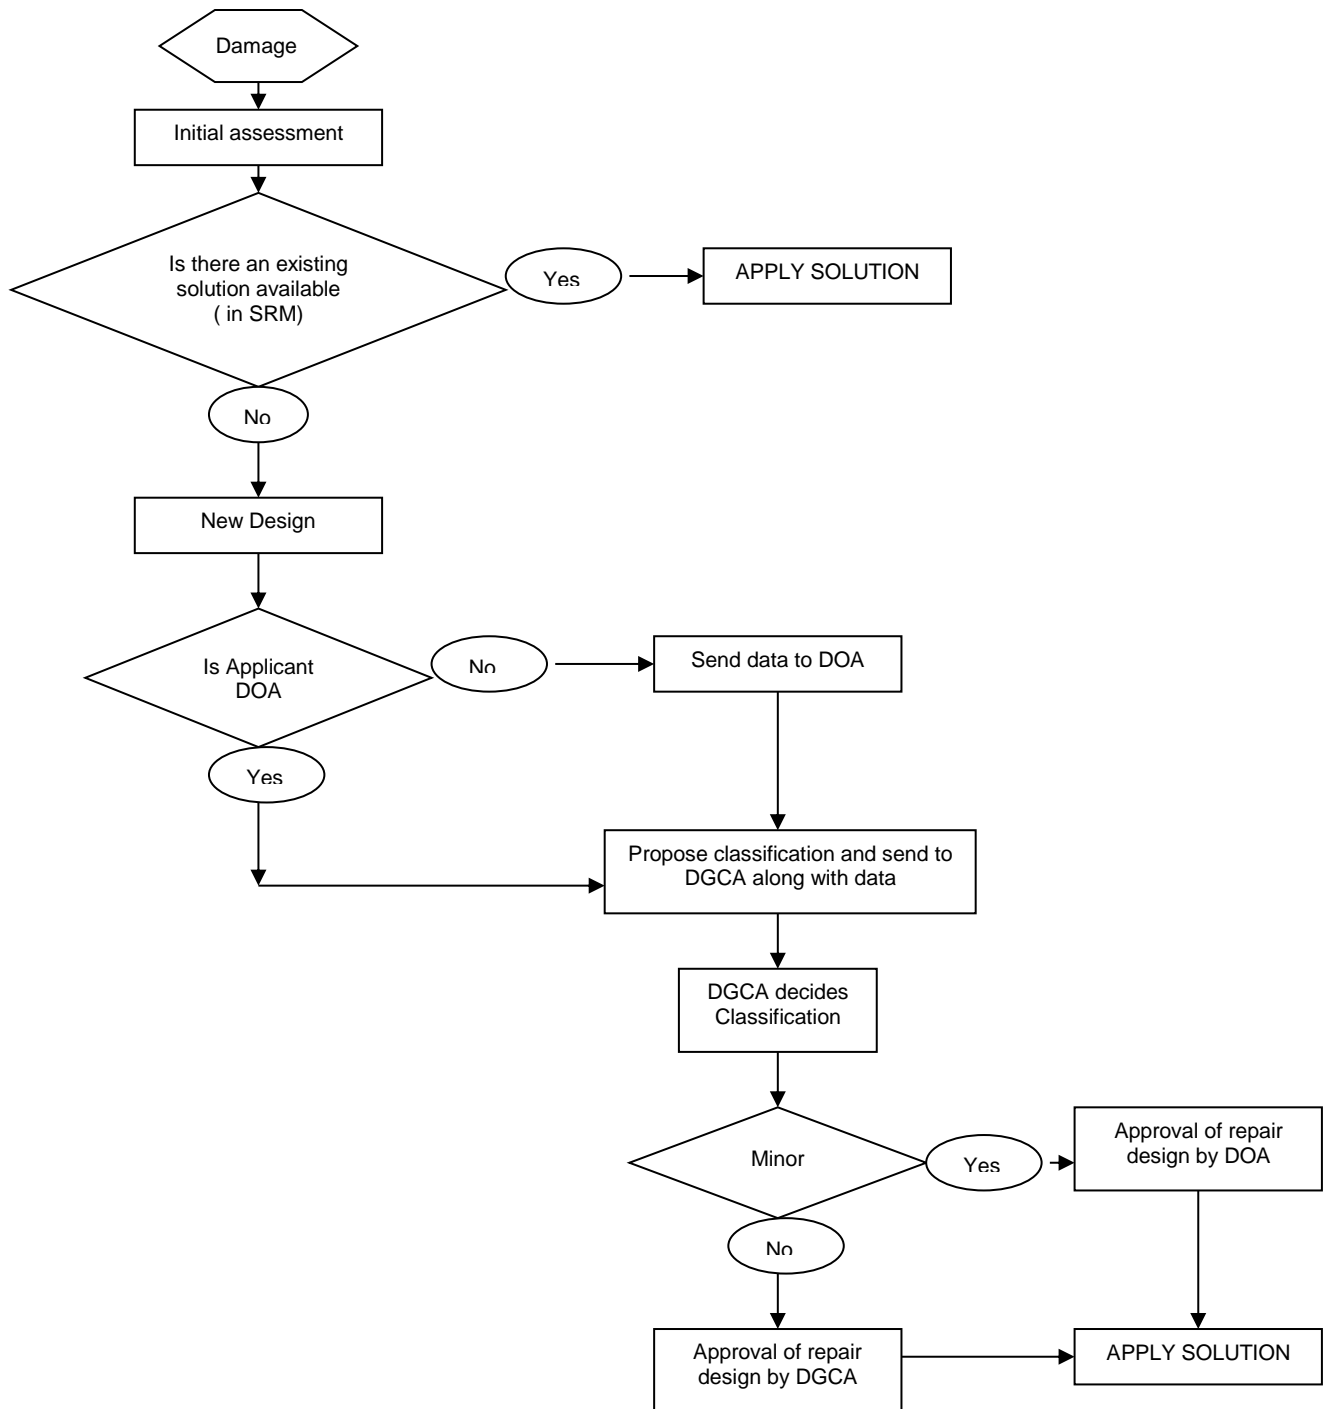 Damage
Initial assessment
Is there an existing
solution available
( in SRM)
Yes
APPLY SOLUTION
No
New Design
Is Applicant
DOA
No
Send data to DOA
Yes
Propose classification and send to
DGCA along with data
DGCA decides
Classification
Minor
Yes
Approval of repair
design by DOA
No
Approval of repair
design by DGCA
APPLY SOLUTION